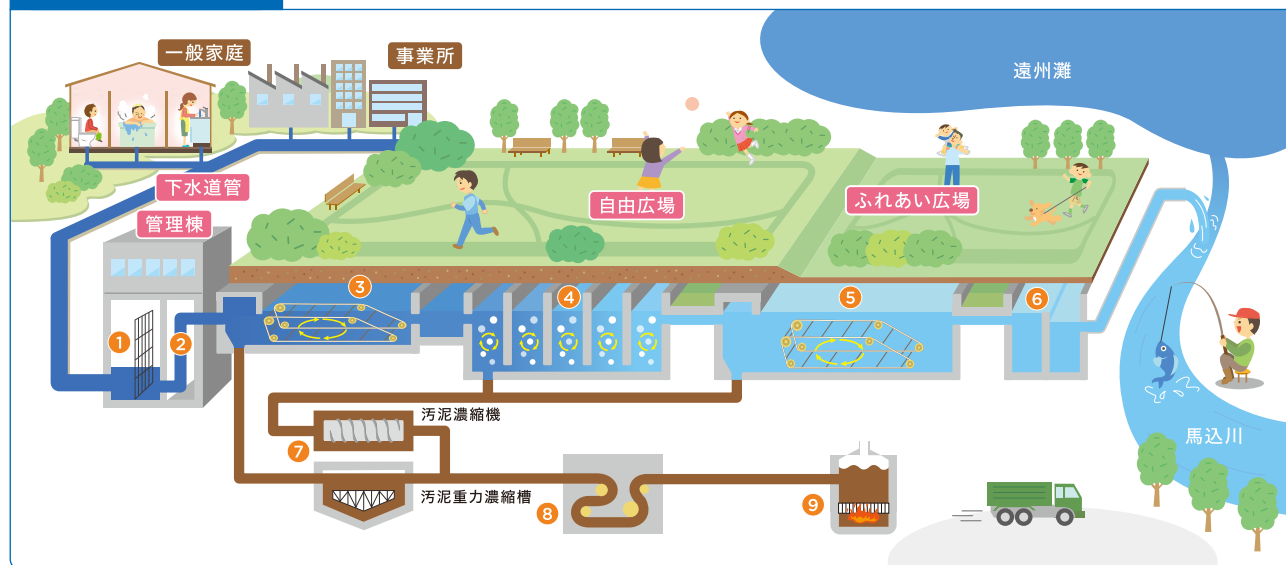 一般家庭
事業所
遠州灘
下水道管
自由広場
ふれあい広場
管理棟
③
④
⑤
⑥
①
②
汚泥濃縮機
馬込川
⑦
汚泥重力濃縮槽
⑧
⑨